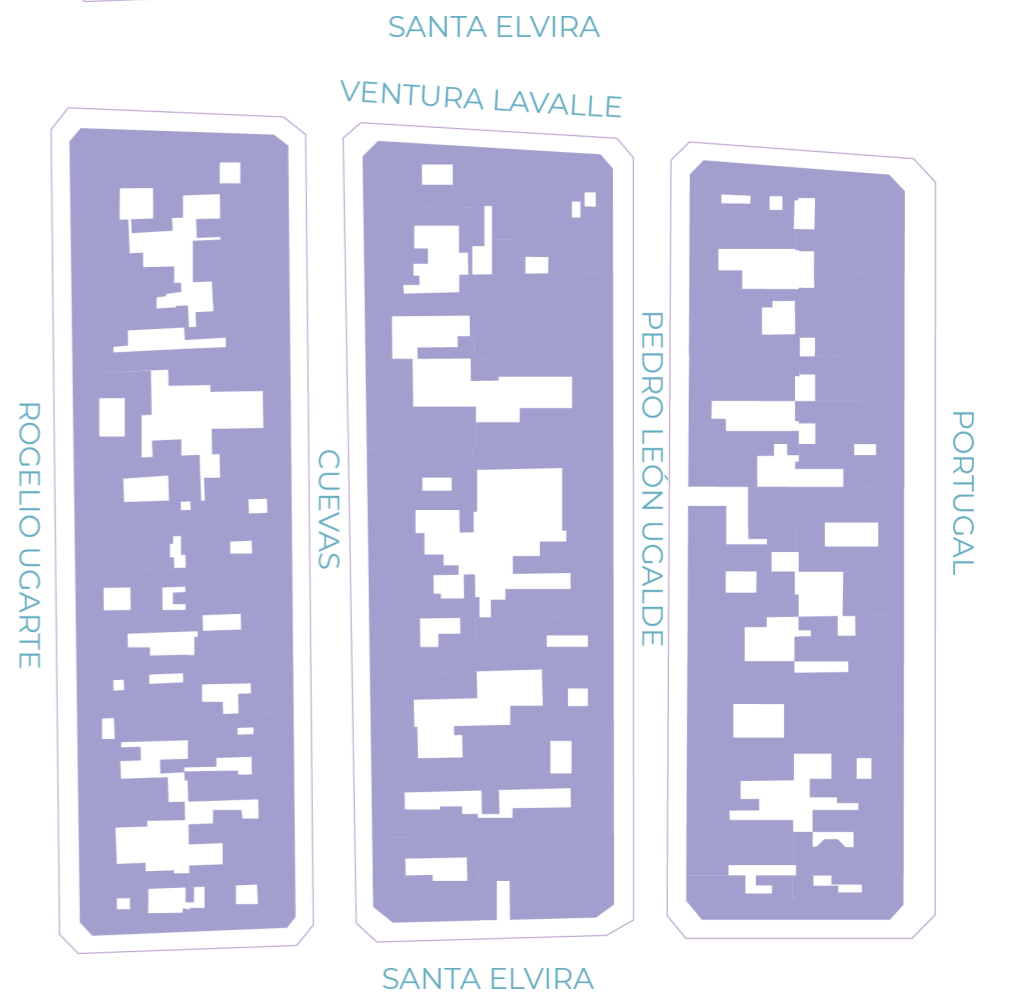 SANTA ELVIRA
VENTURA LAVALLE
ROGELIO UGARTE
CUEVAS
PEDRO LEÓN UGALDE
PORTUGAL
SANTA ELVIRA